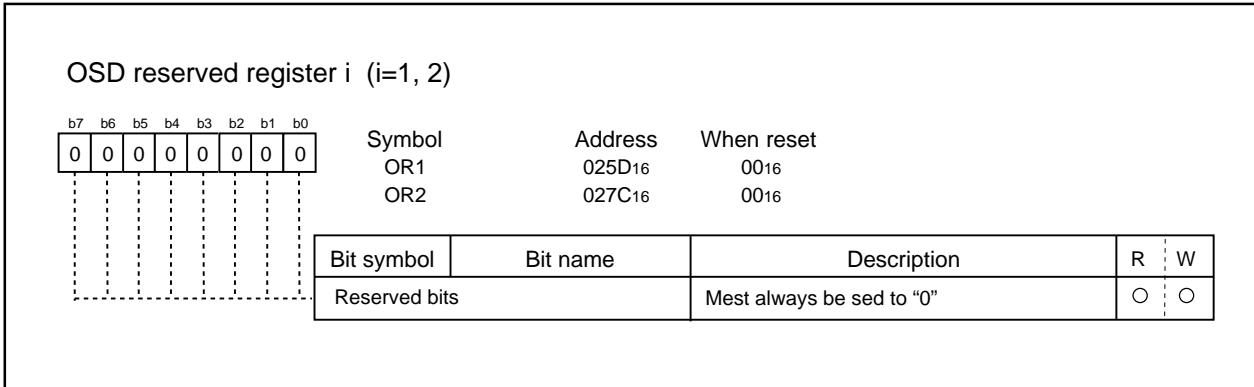 OSD reserved register i (i=1, 2)
b7 b6 b5 b4 b3 b2 b1 b0
0 0 0 0 0 0 0 0
Symbol Address When reset
OR1 025D16 0016
OR2 027C16 0016
Bit symbol Bit name Description R W
Reserved bits Mest always be sed to “0” ○ ○